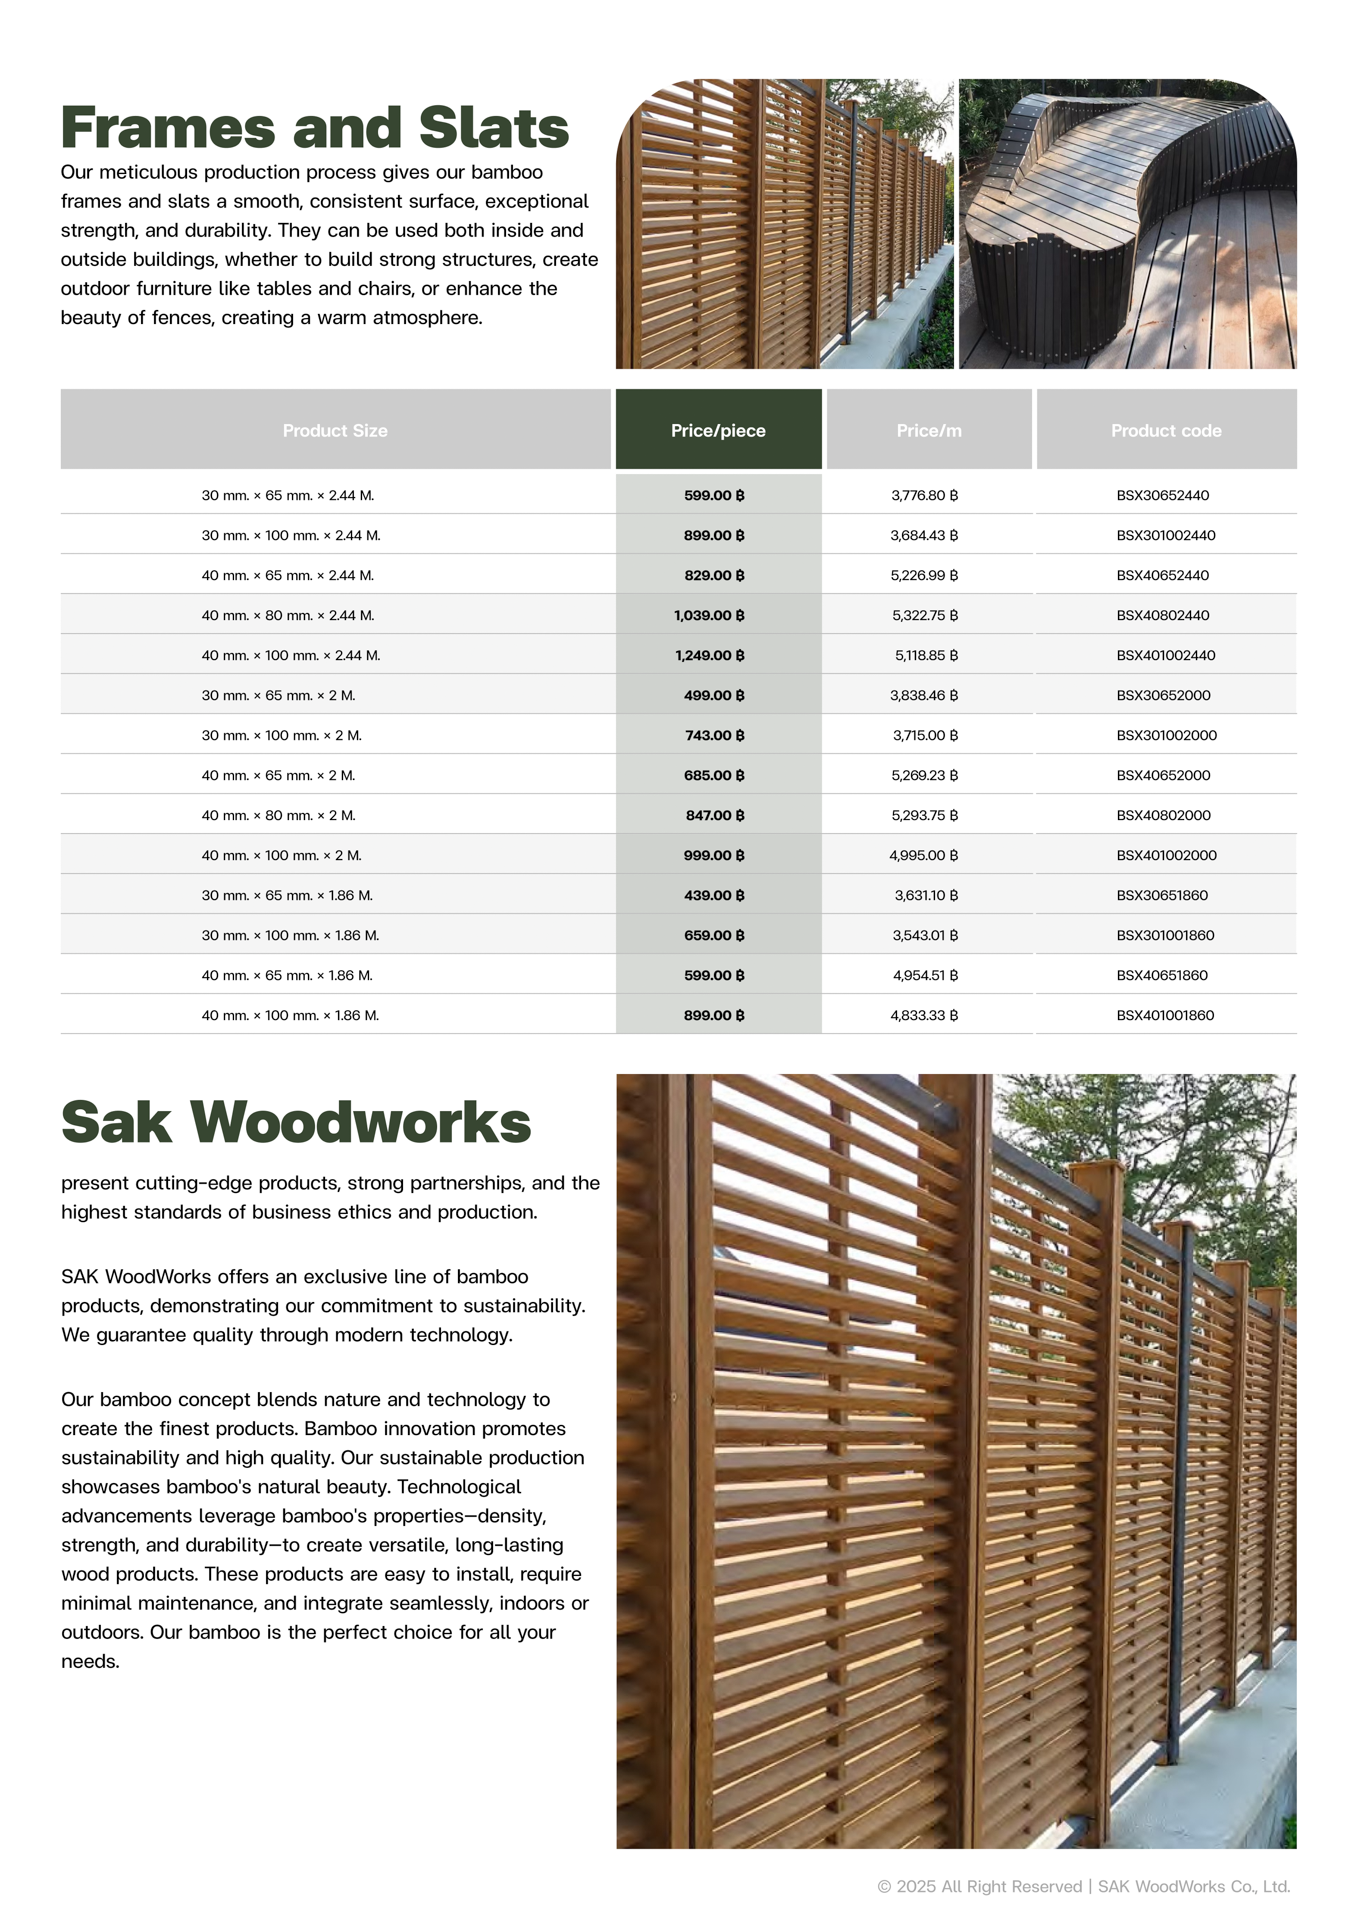 Frames and Slats
Our meticulous production process gives our bamboo
frames and slats a smooth, consistent surface, exceptional
strength, and durability. They can be used both inside and
outside buildings, whether to build strong structures, create
outdoor furniture like tables and chairs, or enhance the
beauty of fences, creating a warm atmosphere.
Product Size Price/piece Price/m Product code
30 mm. × 65 mm. × 2.44 M. 599.00 ฿ 3,776.80 ฿ BSX30652440
30 mm. × 100 mm. × 2.44 M. 899.00 ฿ 3,684.43 ฿ BSX301002440
40 mm. × 65 mm. × 2.44 M. 829.00 ฿ 5,226.99 ฿ BSX40652440
40 mm. × 80 mm. × 2.44 M. 1,039.00 ฿ 5,322.75 ฿ BSX40802440
40 mm. × 100 mm. × 2.44 M. 1,249.00 ฿ 5,118.85 ฿ BSX401002440
30 mm. × 65 mm. × 2 M. 499.00 ฿ 3,838.46 ฿ BSX30652000
30 mm. × 100 mm. × 2 M. 743.00 ฿ 3,715.00 ฿ BSX301002000
40 mm. × 65 mm. × 2 M. 685.00 ฿ 5,269.23 ฿ BSX40652000
40 mm. × 80 mm. × 2 M. 847.00 ฿ 5,293.75 ฿ BSX40802000
40 mm. × 100 mm. × 2 M. 999.00 ฿ 4,995.00 ฿ BSX401002000
30 mm. × 65 mm. × 1.86 M. 439.00 ฿ 3,631.10 ฿ BSX30651860
30 mm. × 100 mm. × 1.86 M. 659.00 ฿ 3,543.01 ฿ BSX301001860
40 mm. × 65 mm. × 1.86 M. 599.00 ฿ 4,954.51 ฿ BSX40651860
40 mm. × 100 mm. × 1.86 M. 899.00 ฿ 4,833.33 ฿ BSX401001860
Sak Woodworks
present cutting-edge products, strong partnerships, and the
highest standards of business ethics and production.
SAK WoodWorks offers an exclusive line of bamboo
products, demonstrating our commitment to sustainability.
We guarantee quality through modern technology.
Our bamboo concept blends nature and technology to
create the finest products. Bamboo innovation promotes
sustainability and high quality. Our sustainable production
showcases bamboo's natural beauty. Technological
advancements leverage bamboo's properties—density,
strength, and durability—to create versatile, long-lasting
wood products. These products are easy to install, require
minimal maintenance, and integrate seamlessly, indoors or
outdoors. Our bamboo is the perfect choice for all your
needs.
© 2025 All Right Reserved | SAK WoodWorks Co., Ltd.